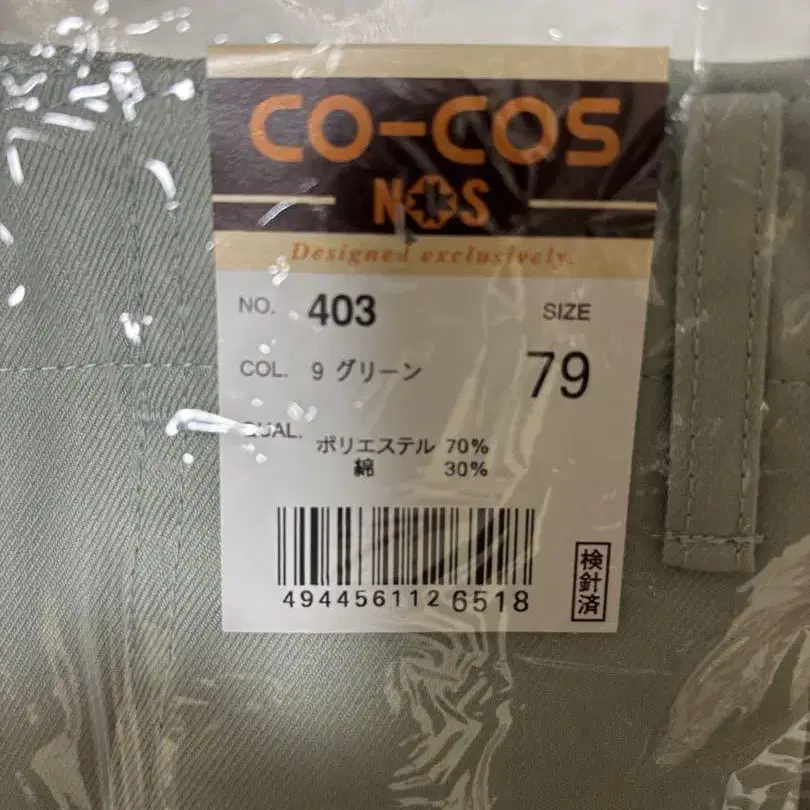 CO-COS
NOS
Designed exclusively.
NO. 403
SIZE
COL. 9 グリーン
79
QUAL.
ポリエステル 70%
綿 30%
4944561126518
検針済